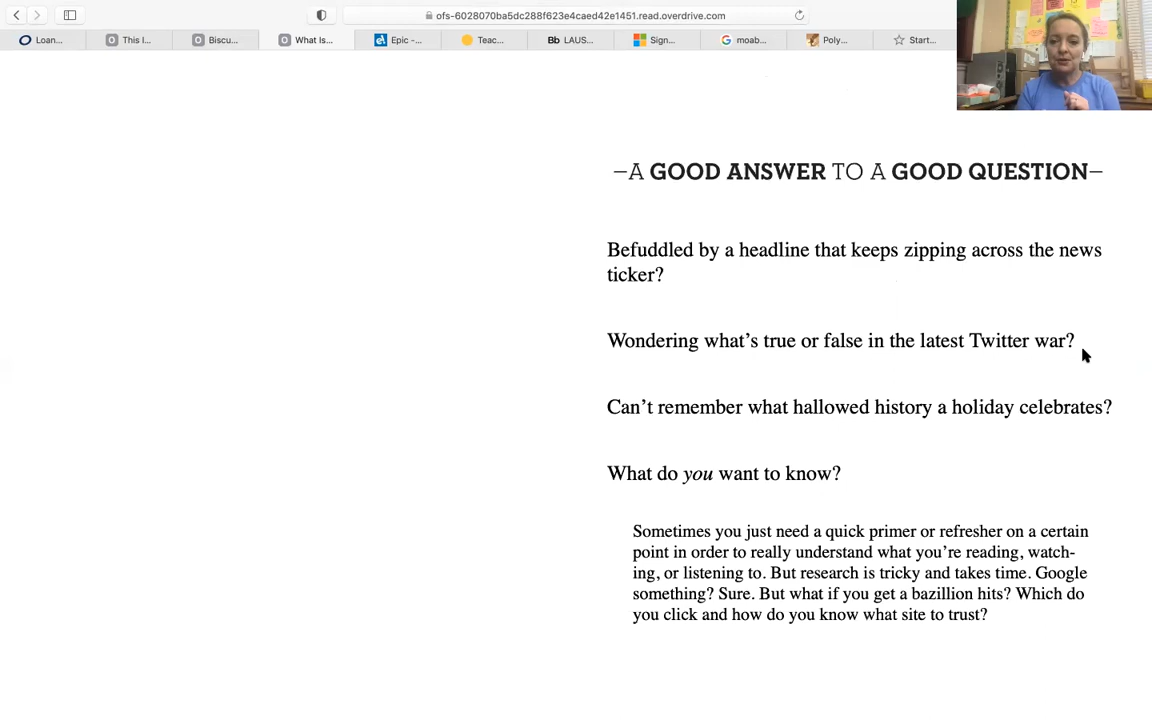 ofs-6028070ba5dc288f623e4caed42e1451.read.overdrive.com
Loan...
This I...
Biscu...
What Is...
Epic -...
Teac...
Bb LAUS...
Sign...
G moab...
Poly...
Start...
—A GOOD ANSWER TO A GOOD QUESTION—
Befuddled by a headline that keeps zipping across the news
ticker?
Wondering what's true or false in the latest Twitter war?
Can't remember what hallowed history a holiday celebrates?
What do you want to know?
Sometimes you just need a quick primer or refresher on a certain
point in order to really understand what you're reading, watch-
ing, or listening to. But research is tricky and takes time. Google
something? Sure. But what if you get a bazillion hits? Which do
you click and how do you know what site to trust?